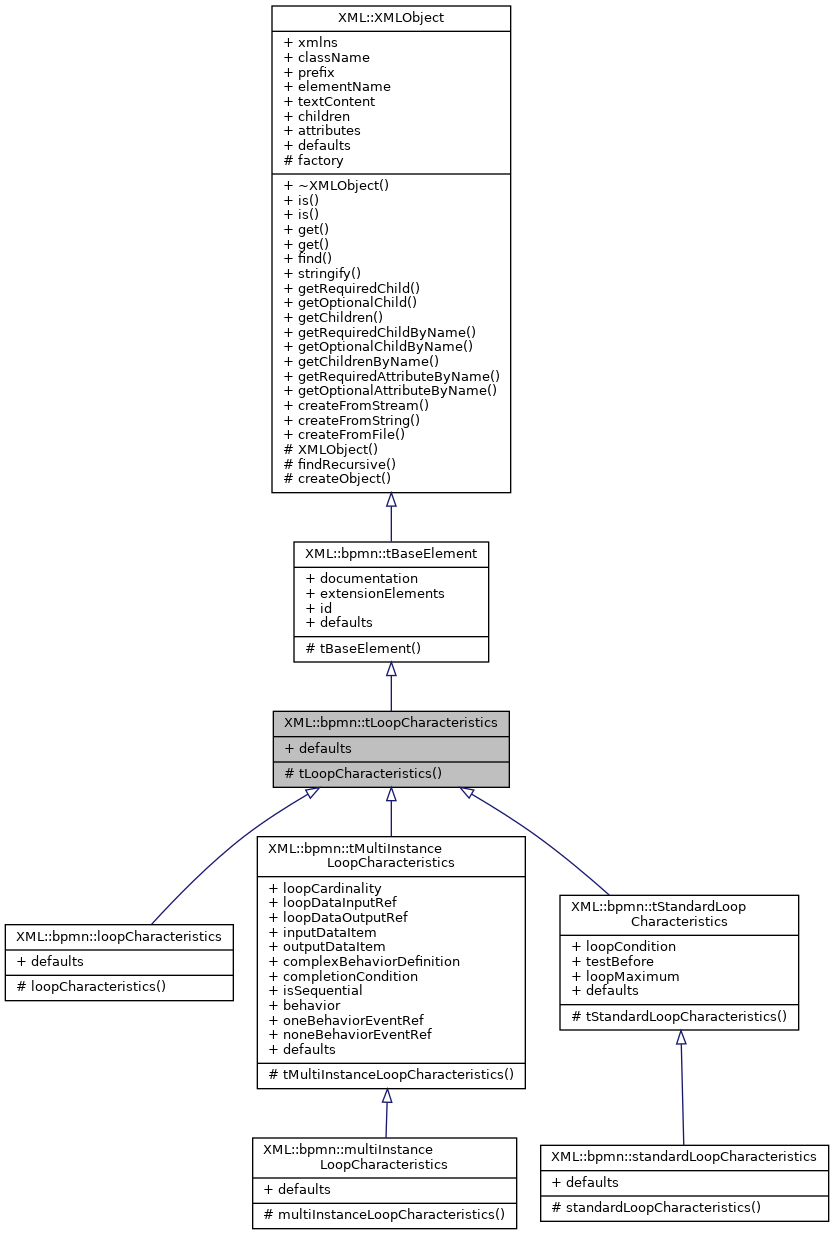 XML::XMLObject
+ xmlns
+ className
+ prefix
+ elementName
+ textContent
+ children
+ attributes
+ defaults
# factory
+ ~XMLObject()
+ is()
+ is()
+ get()
+ get()
+ find()
+ stringify()
+ getRequiredChild()
+ getOptionalChild()
+ getChildren()
+ getRequiredChildByName()
+ getOptionalChildByName()
+ getChildrenByName()
+ getRequiredAttributeByName()
+ getOptionalAttributeByName()
+ createFromStream()
+ createFromString()
+ createFromFile()
# XMLObject()
# findRecursive()
# createObject()
XML::bpmn::tBaseElement
+ documentation
+ extensionElements
+ id
+ defaults
# tBaseElement()
XML::bpmn::tLoopCharacteristics
+ defaults
# tLoopCharacteristics()
XML::bpmn::loopCharacteristics
+ defaults
# loopCharacteristics()
XML::bpmn::tMultiInstance
LoopCharacteristics
+ loopCardinality
+ loopDataInputRef
+ loopDataOutputRef
+ inputDataItem
+ outputDataItem
+ complexBehaviorDefinition
+ completionCondition
+ isSequential
+ behavior
+ oneBehaviorEventRef
+ noneBehaviorEventRef
+ defaults
# tMultiInstanceLoopCharacteristics()
XML::bpmn::tStandardLoop
Characteristics
+ loopCondition
+ testBefore
+ loopMaximum
+ defaults
# tStandardLoopCharacteristics()
XML::bpmn::multiInstance
LoopCharacteristics
+ defaults
# multiInstanceLoopCharacteristics()
XML::bpmn::standardLoopCharacteristics
+ defaults
# standardLoopCharacteristics()